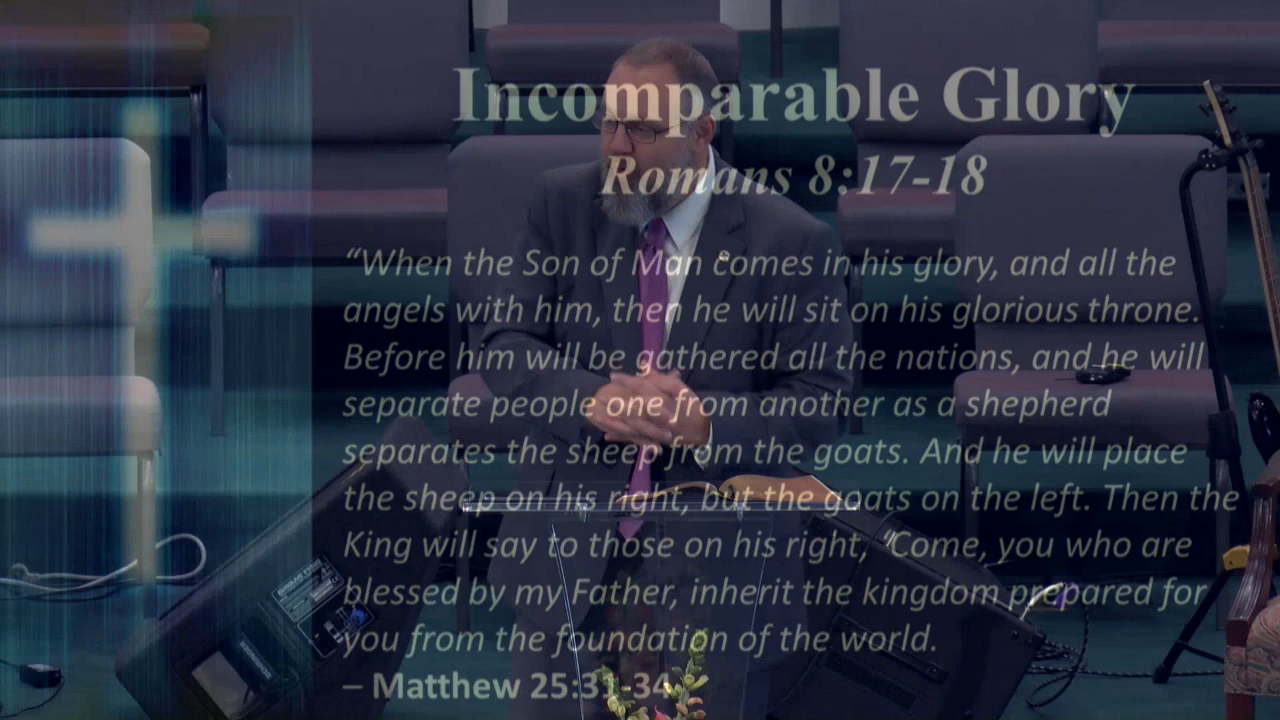 Incomparable Glory
Romans 8:17-18
“When the Son of Man comes in his glory, and all the
angels with him, then he will sit on his glorious throne.
Before him will be gathered all the nations, and he will
separate people one from another as a shepherd
separates the sheep from the goats. And he will place
the sheep on his right, but the goats on the left. Then the
King will say to those on his right, ‘Come, you who are
blessed by my Father, inherit the kingdom prepared for
you from the foundation of the world.
– Matthew 25:31-34